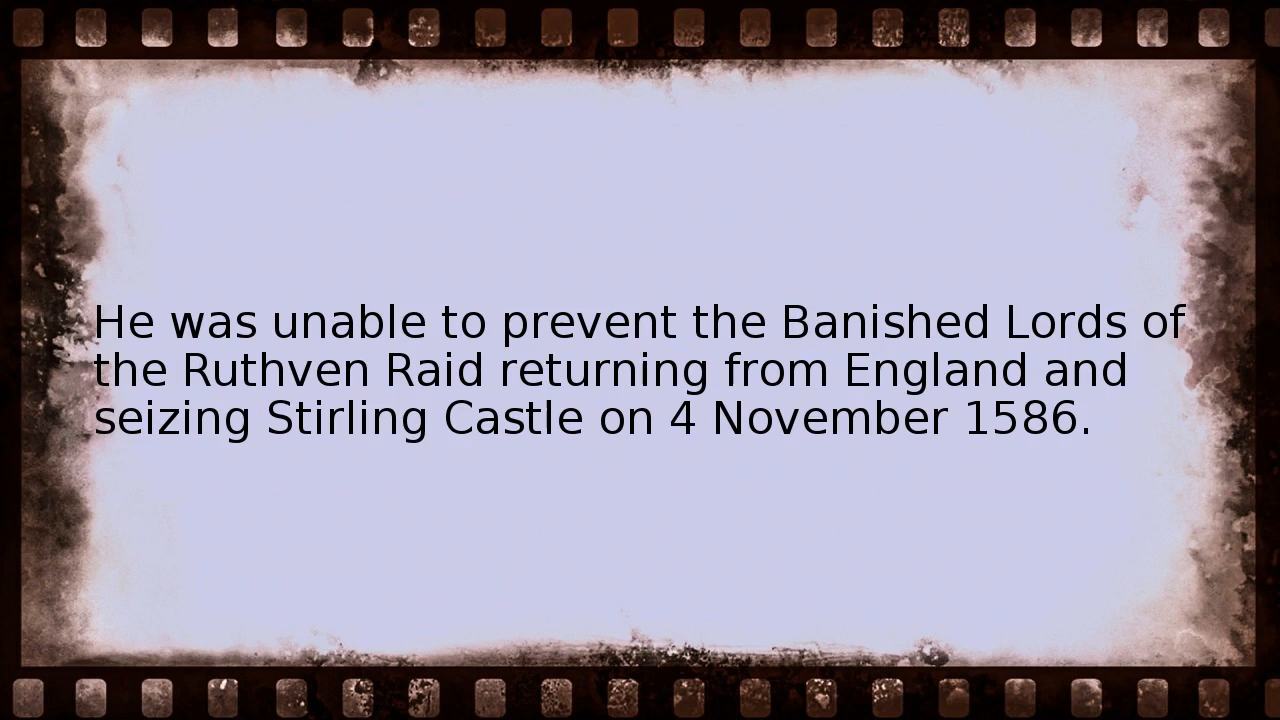 He was unable to prevent the Banished Lords of
the Ruthven Raid returning from England and
seizing Stirling Castle on 4 November 1586.